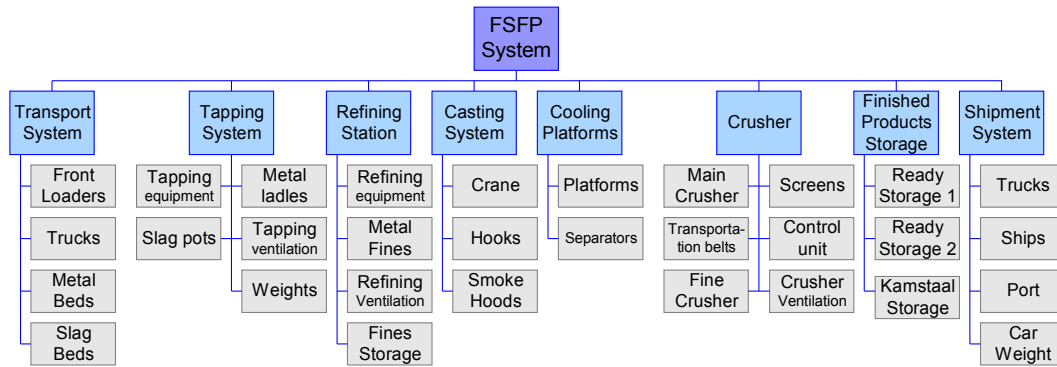 FSFP
System
Transport
System
Tapping
System
Refining
Station
Casting
System
Cooling
Platforms
Crusher
Finished
Products
Storage
Shipment
System
Front
Loaders
Trucks
Metal
Beds
Slag
Beds
Tapping
equipment
Slag pots
Metal
ladles
Tapping
ventilation
Weights
Refining
equipment
Metal
Fines
Refining
Ventilation
Fines
Storage
Crane
Hooks
Smoke
Hoods
Platforms
Separators
Main
Crusher
Transporta-
tion belts
Fine
Crusher
Screens
Control
unit
Crusher
Ventilation
Ready
Storage 1
Ready
Storage 2
Kamstaal
Storage
Trucks
Ships
Port
Car
Weight